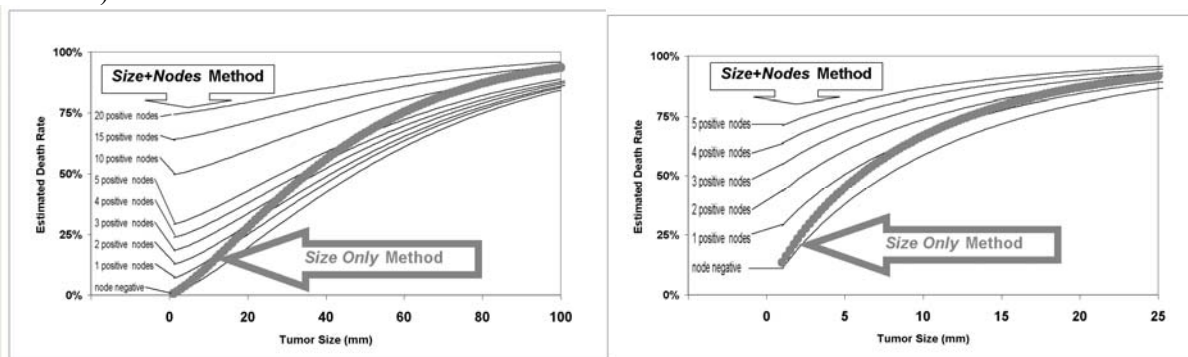 100%
Size+Nodes Method
75%
20 positive nodes
15 positive nodes
10 positive nodes
50%
5 positive nodes
4 positive nodes
3 positive nodes
25%
2 positive nodes
1 positive nodes
node negative
0%
Size Only Method
Estimated Death Rate
0 20 40 60 80 100
Tumor Size (mm)
100%
Size+Nodes Method
75%
5 positive nodes
4 positive nodes
50%
3 positive nodes
2 positive nodes
25%
1 positive nodes
node negative
0%
Size Only Method
Estimated Death Rate
0 5 10 15 20 25
Tumor Size (mm)